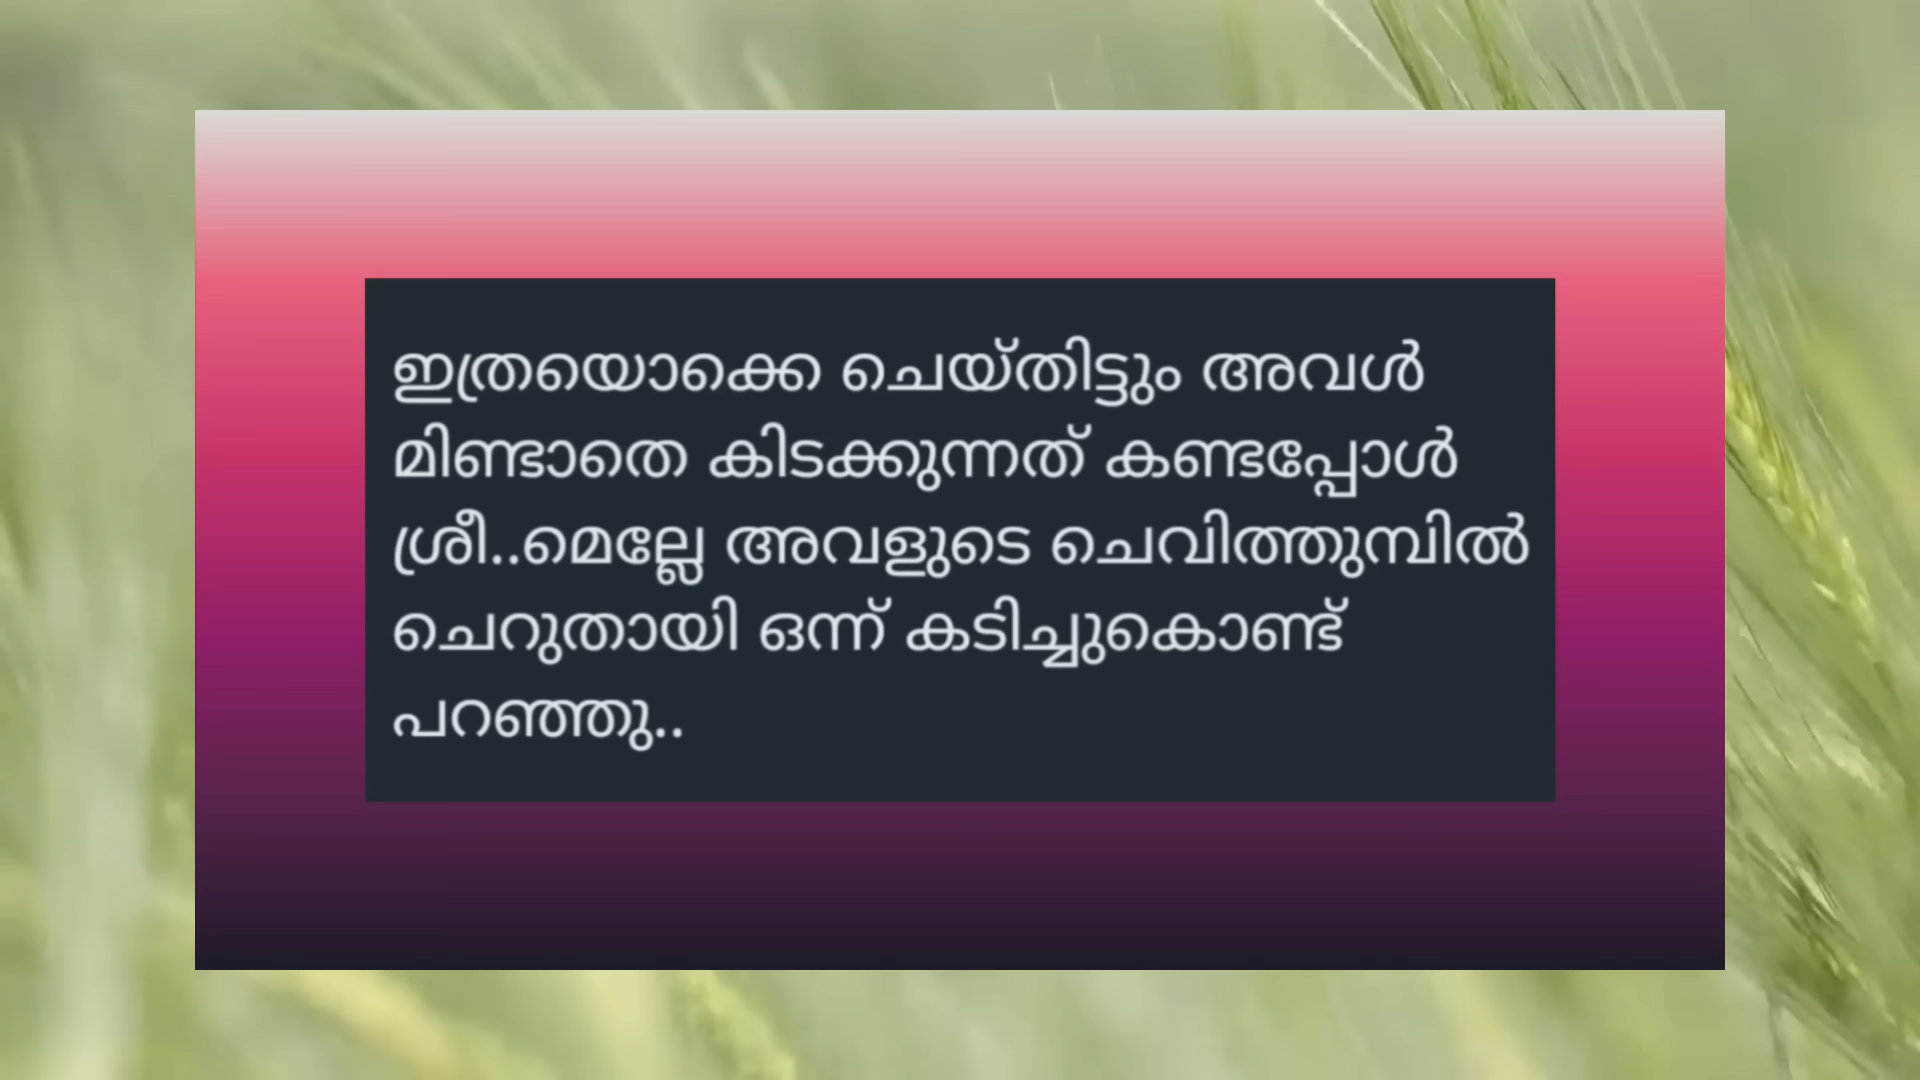 ഇത്രയൊക്കെ ചെയ്തിട്ടും അവൾ
മിണ്ടാതെ കിടക്കുന്നത് കണ്ടപ്പോൾ
ശ്രീ..മെല്ലേ അവളുടെ ചെവിത്തുമ്പിൽ
ചെറുതായി ഒന്ന് കടിച്ചുകൊണ്ട്
പറഞ്ഞു..